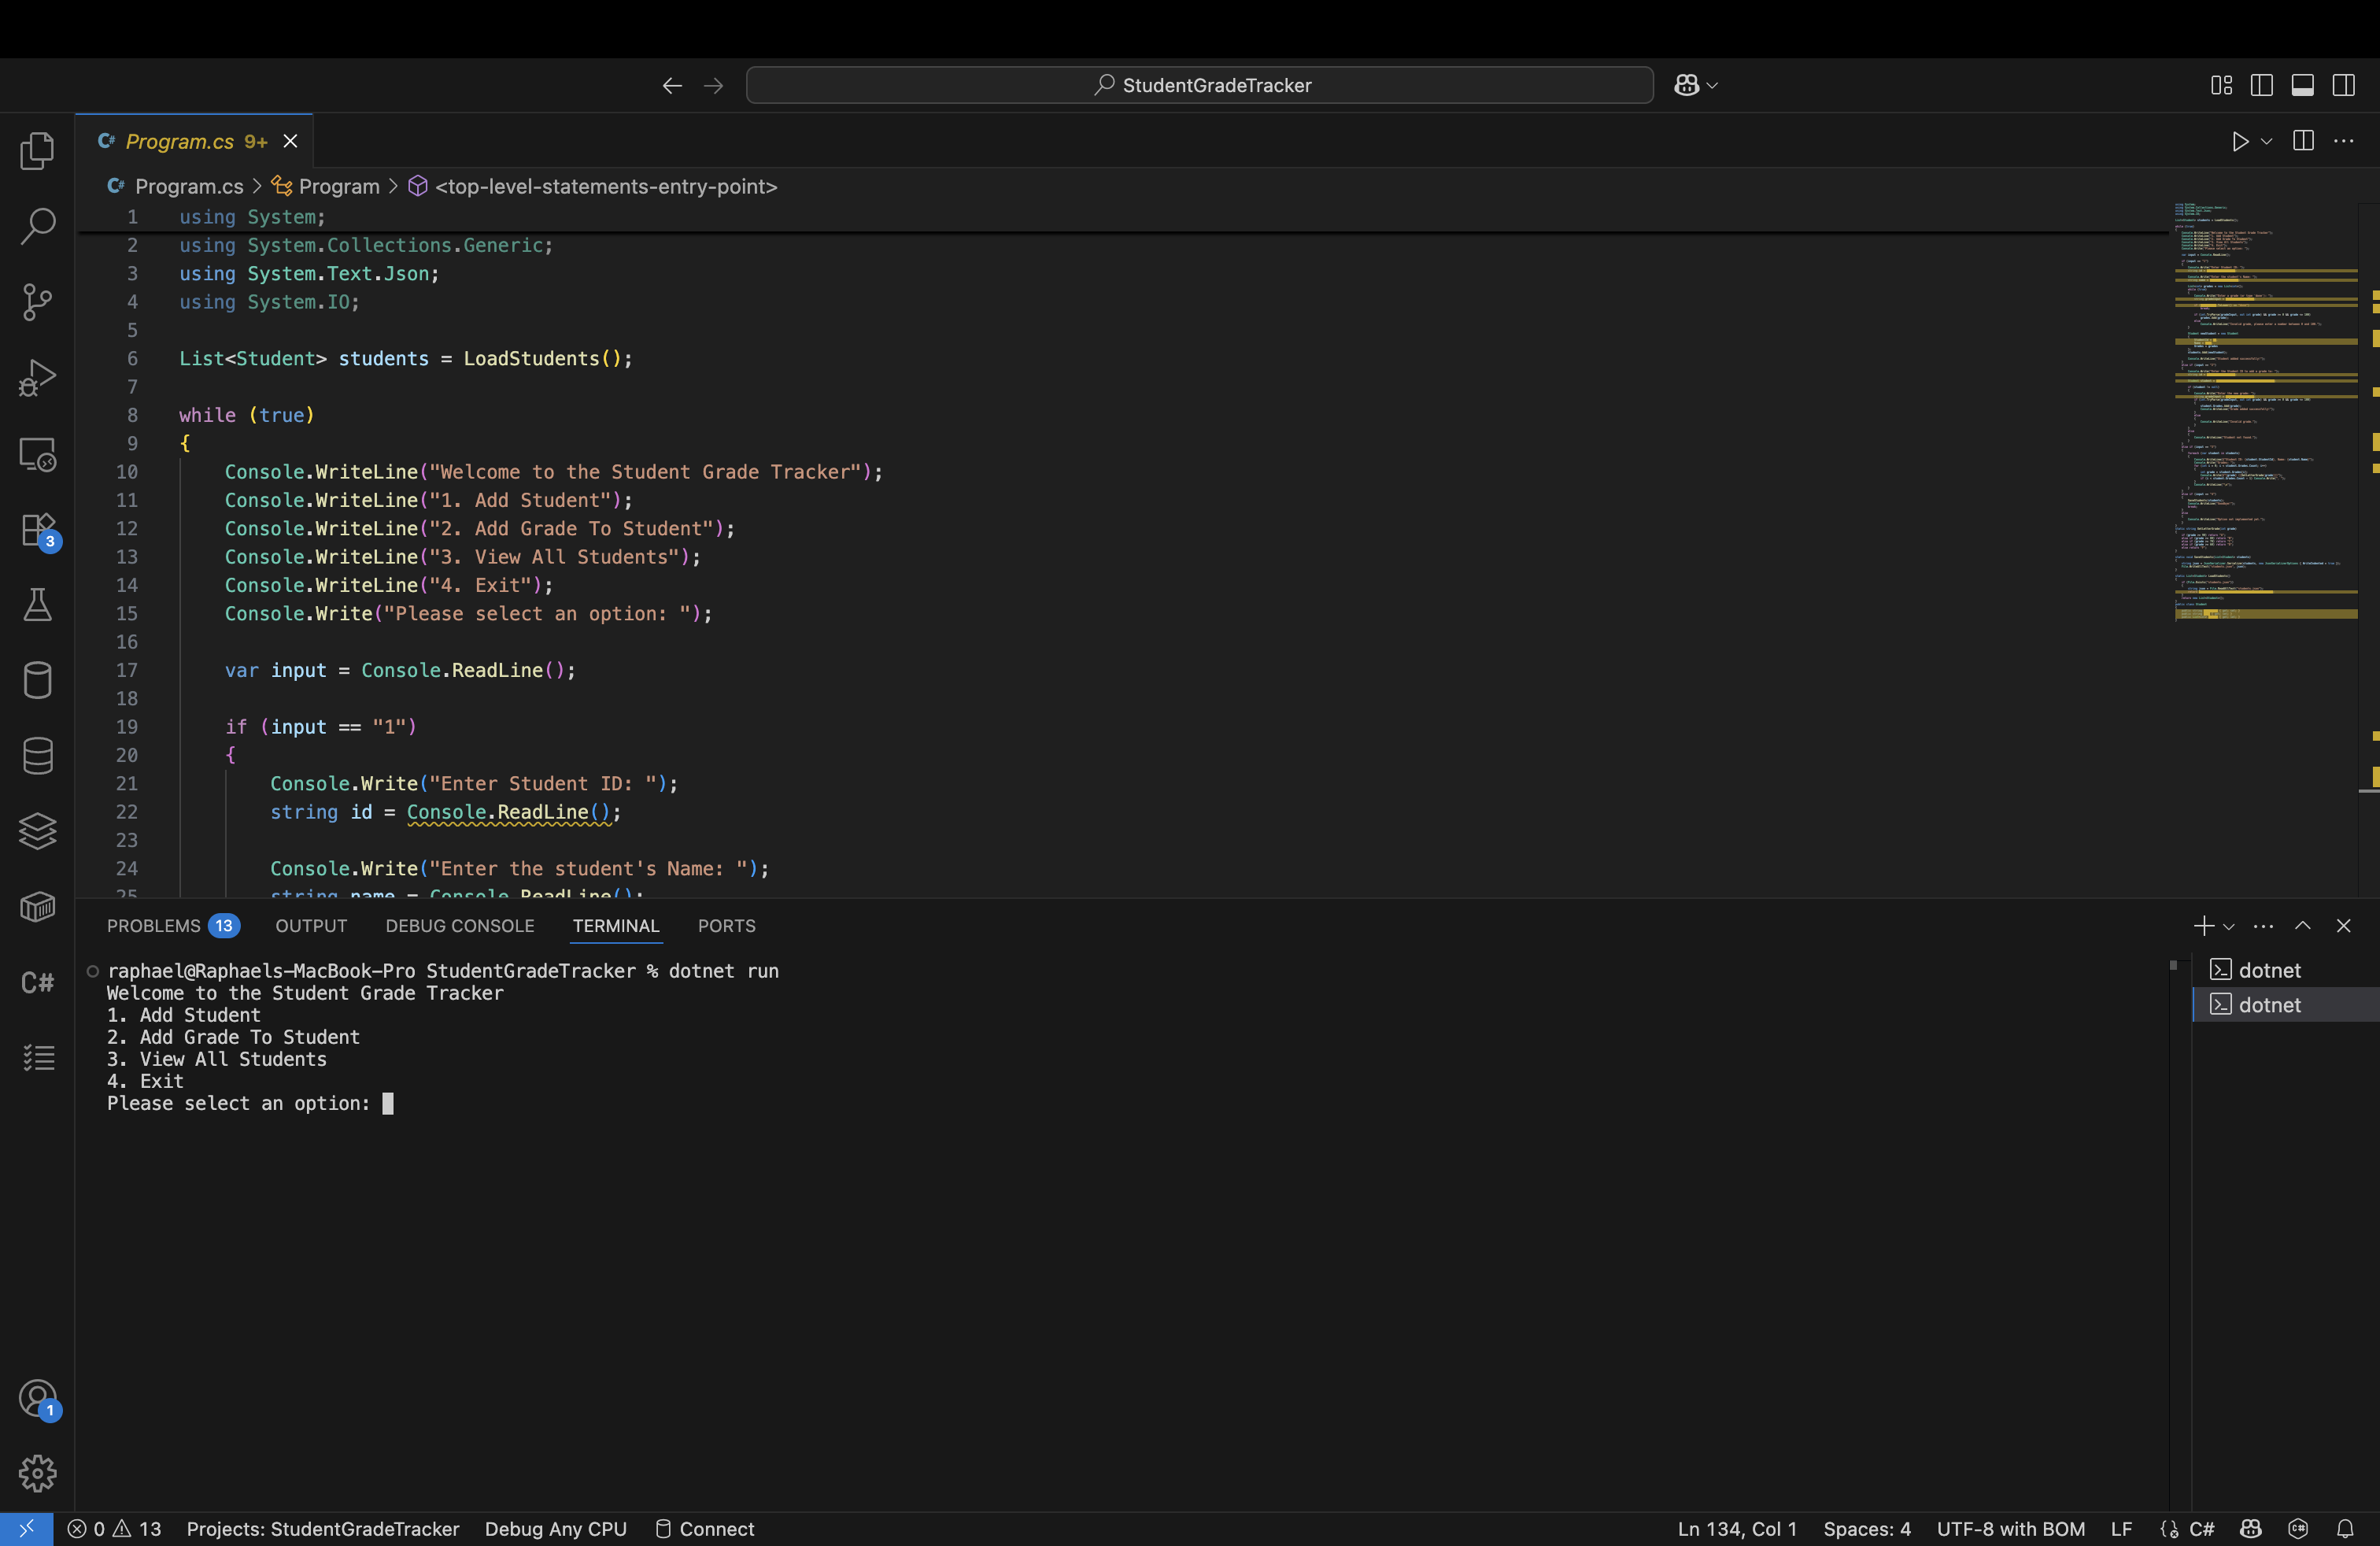 StudentGradeTracker
C# Program.cs 9+
C# Program.cs > Program > <top-level-statements-entry-point>
1 using System;
2 using System.Collections.Generic;
3 using System.Text.Json;
4 using System.IO;
5
6 List<Student> students = LoadStudents();
7
8 while (true)
9 {
10 Console.WriteLine("Welcome to the Student Grade Tracker");
11 Console.WriteLine("1. Add Student");
12 Console.WriteLine("2. Add Grade To Student");
13 Console.WriteLine("3. View All Students");
14 Console.WriteLine("4. Exit");
15 Console.Write("Please select an option: ");
16
17 var input = Console.ReadLine();
18
19 if (input == "1")
20 {
21 Console.Write("Enter Student ID: ");
22 string id = Console.ReadLine();
23
24 Console.Write("Enter the student's Name: ");
25 string name = Console.ReadLine();
3
C#
1
PROBLEMS 13 OUTPUT DEBUG CONSOLE TERMINAL PORTS
raphael@Raphaels-MacBook-Pro StudentGradeTracker % dotnet run
Welcome to the Student Grade Tracker
1. Add Student
2. Add Grade To Student
3. View All Students
4. Exit
Please select an option:
dotnet
dotnet
0 13 Projects: StudentGradeTracker Debug Any CPU Connect Ln 134, Col 1 Spaces: 4 UTF-8 with BOM LF C#